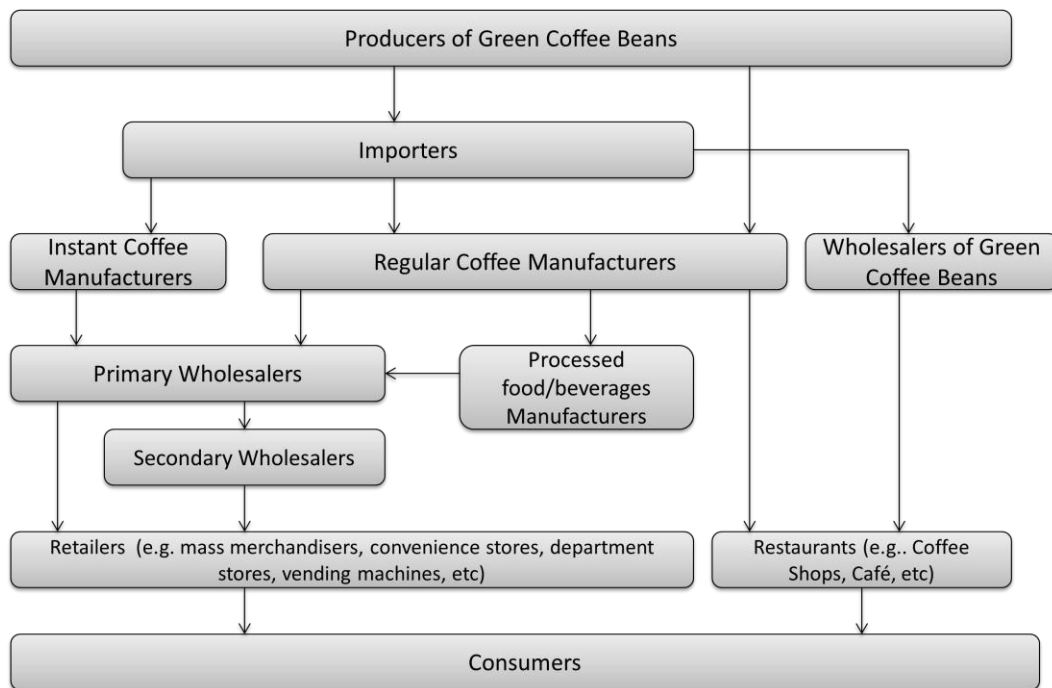 Producers of Green Coffee Beans
Importers
Instant Coffee
Manufacturers
Regular Coffee Manufacturers
Wholesalers of Green
Coffee Beans
Primary Wholesalers
Processed
food/beverages
Manufacturers
Secondary Wholesalers
Retailers  (e.g. mass merchandisers, convenience stores, department
stores, vending machines, etc)
Restaurants (e.g.. Coffee
Shops, Café, etc)
Consumers